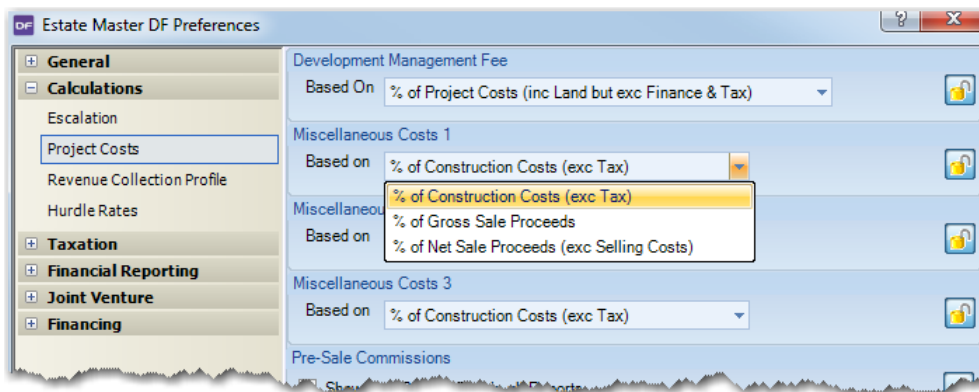 DF Estate Master DF Preferences
General
Calculations
Escalation
Project Costs
Revenue Collection Profile
Hurdle Rates
Taxation
Financial Reporting
Joint Venture
Financing
Development Management Fee
Based On % of Project Costs (inc Land but exc Finance & Tax)
Miscellaneous Costs 1
Based on % of Construction Costs (exc Tax)
% of Construction Costs (exc Tax)
% of Gross Sale Proceeds
% of Net Sale Proceeds (exc Selling Costs)
Miscellaneou
Based on
Miscellaneous Costs 3
Based on % of Construction Costs (exc Tax)
Pre-Sale Commissions